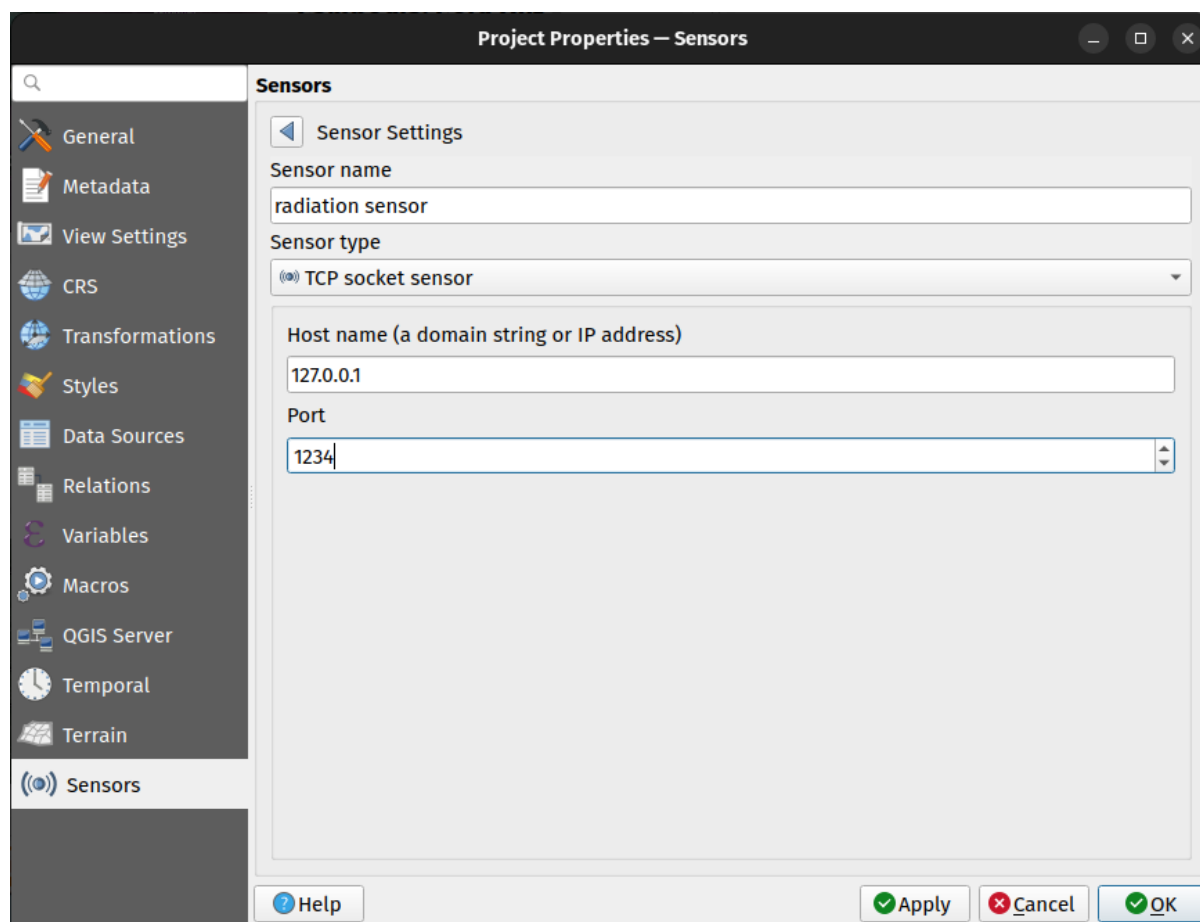 Project Properties — Sensors
Sensors
General
Metadata
View Settings
CRS
Transformations
Styles
Data Sources
Relations
Variables
Macros
QGIS Server
Temporal
Terrain
Sensors
Sensor Settings
Sensor name
radiation sensor
Sensor type
TCP socket sensor
Host name (a domain string or IP address)
127.0.0.1
Port
1234
Help
Apply
Cancel
OK